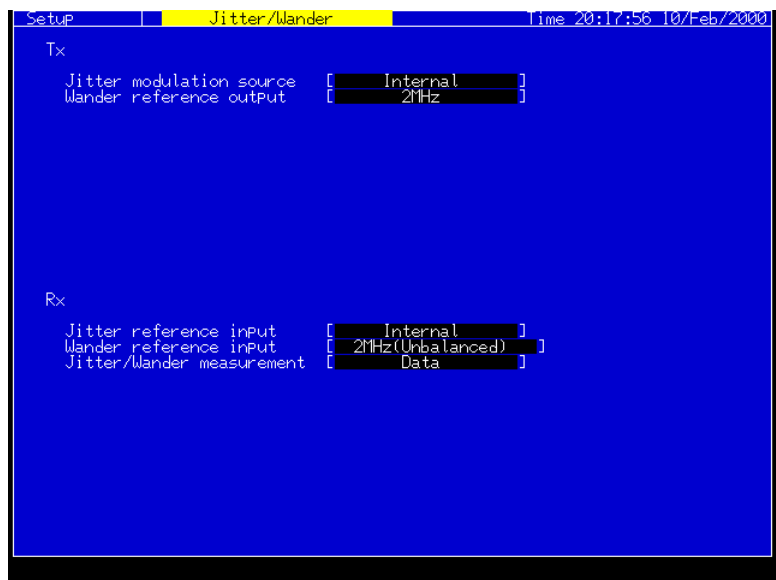 Setup | Jitter/Wander Time 20:17:56 10/Feb/2000
Tx
Jitter modulation source [ Internal ]
Wander reference output [ 2MHz ]
Rx
Jitter reference input [ Internal ]
Wander reference input [ 2MHz(Unbalanced) ]
Jitter/Wander measurement [ Data ]